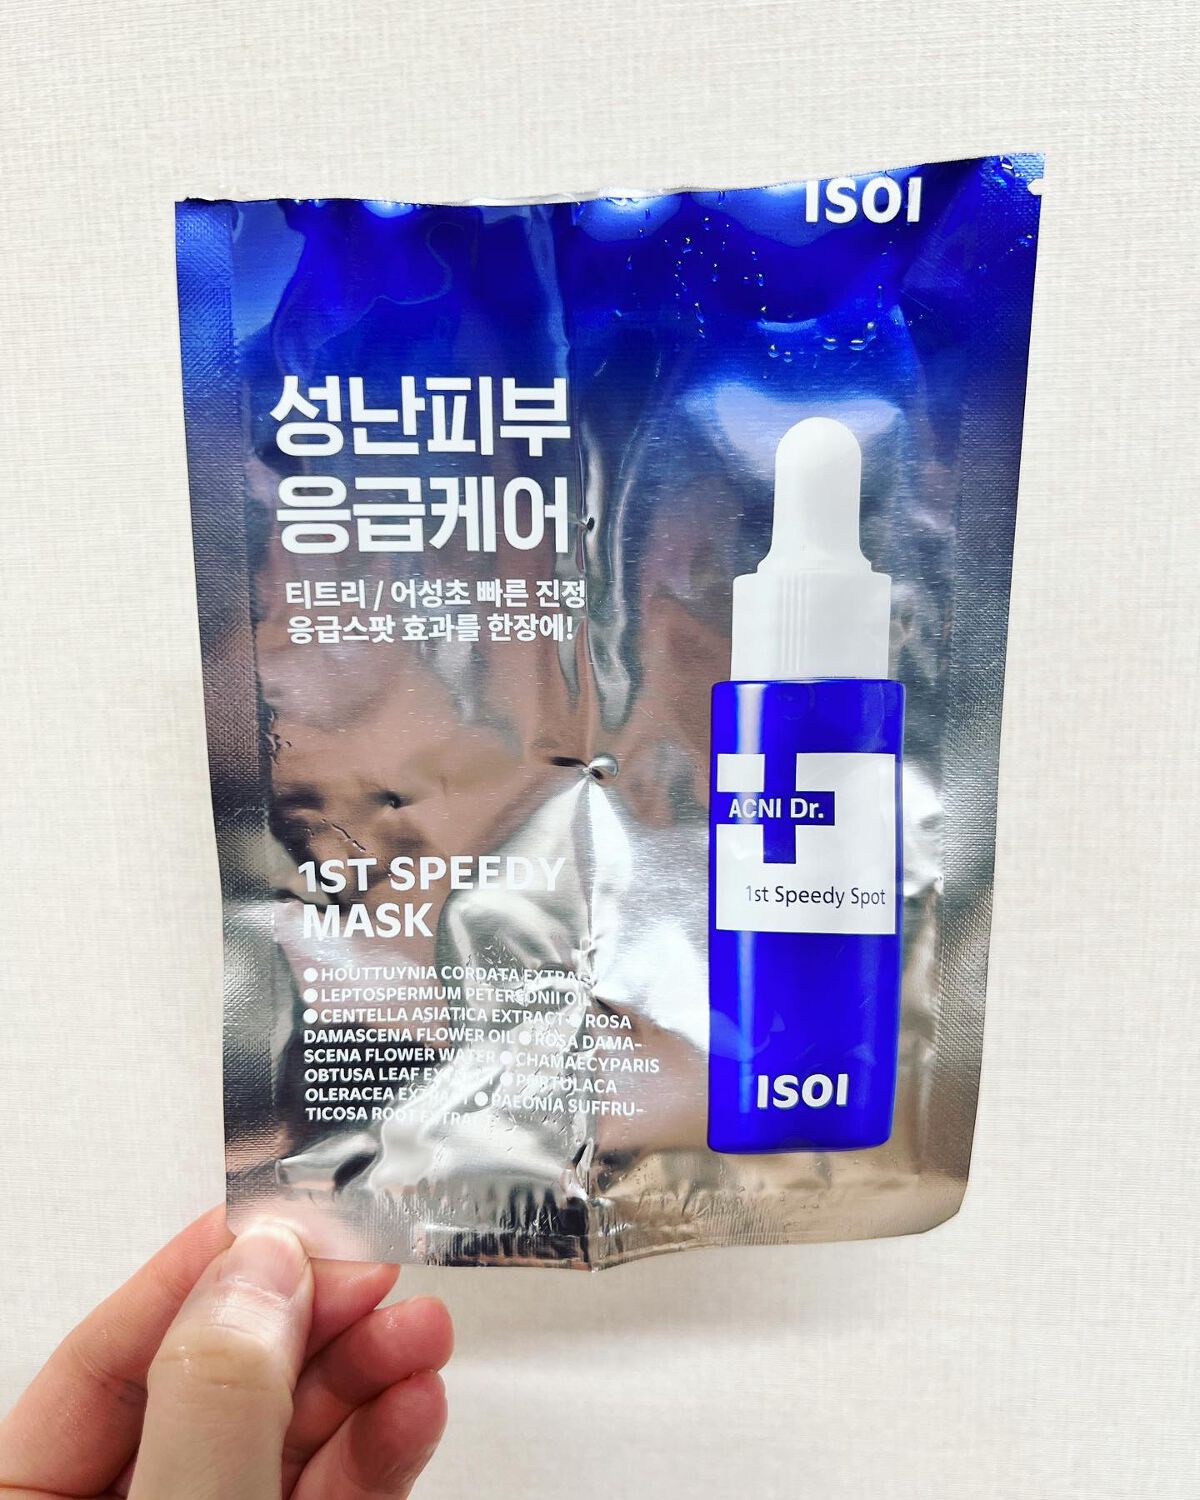 ISOI
성난피부
응급케어
티트리 / 어성초 빠른 진정
응급스팟 효과를 한장에!
1ST SPEEDY
MASK
● HOUTTUYNIA CORDATA EXTRACT
● LEPTOSPERMUM PETERSONII OIL
● CENTELLA ASIATICA EXTRACT ● ROSA
DAMASCENA FLOWER OIL ● ROSA DAMA-
SCENA FLOWER WATER ● CHAMAECYPARIS
OBTUSA LEAF EXTRACT ● PORTULACA
OLERACEA EXTRACT ● PAEONIA SUFFRU-
TICOSA ROOT EXTRACT
ACNI Dr.
1st Speedy Spot
ISOI